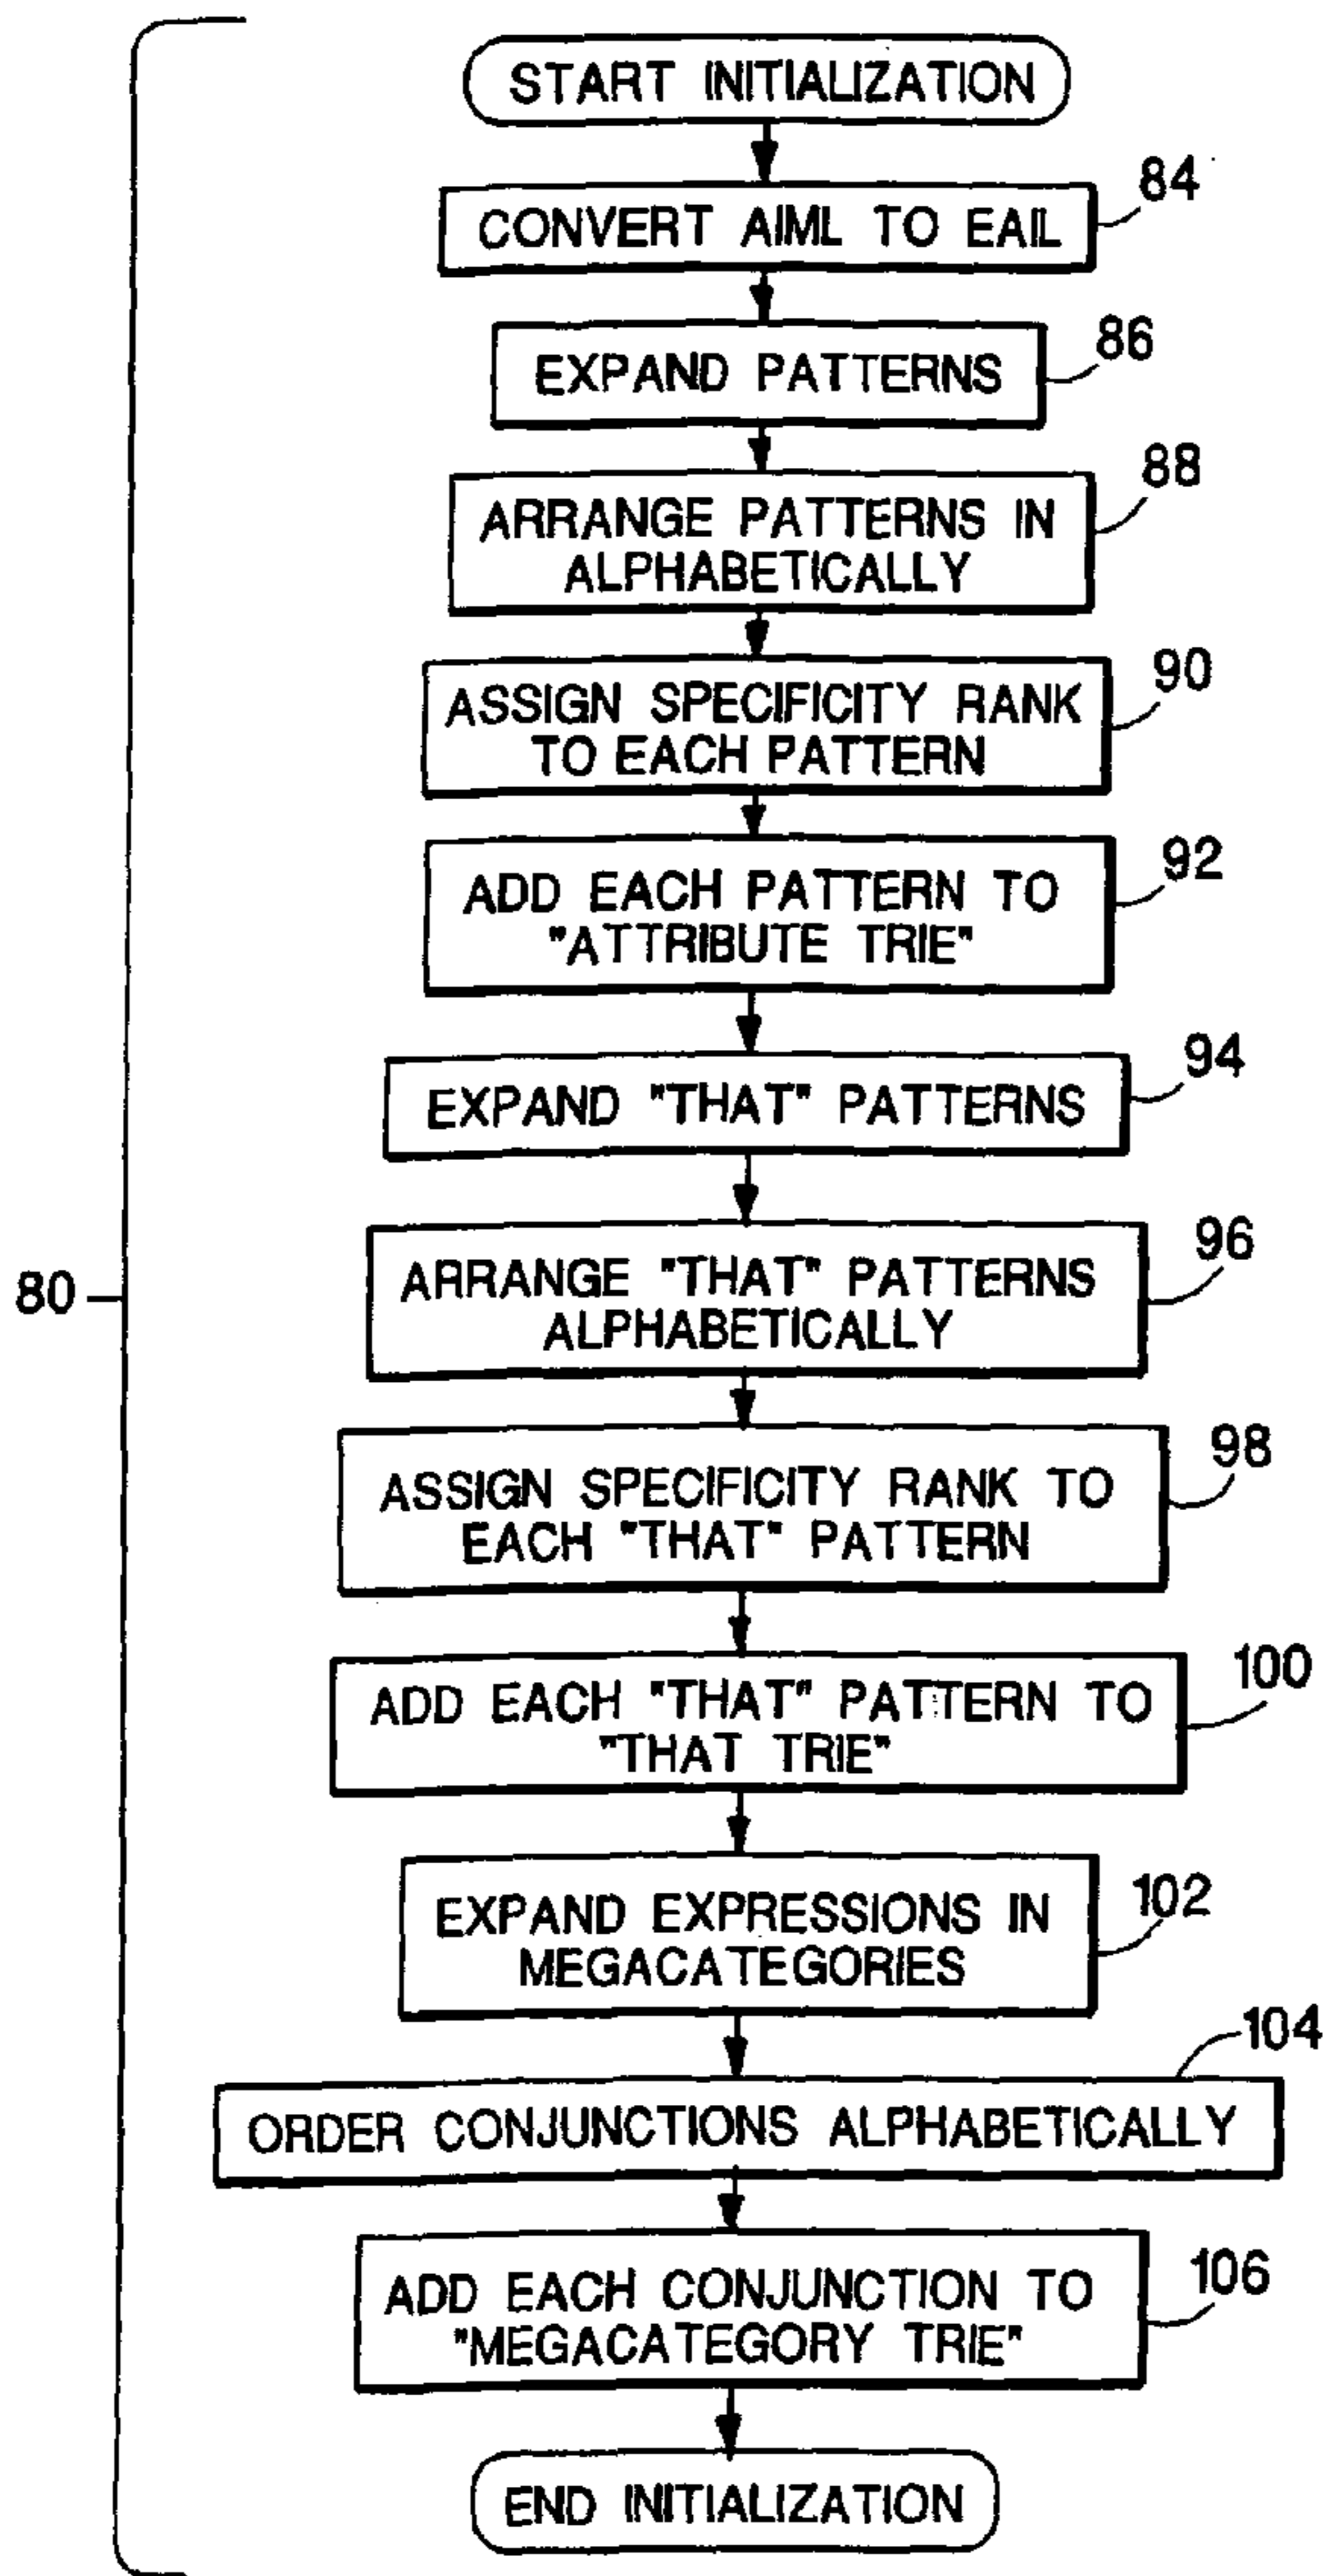 START INITIALIZATION
84
CONVERT AIML TO EAIL
86
EXPAND PATTERNS
88
ARRANGE PATTERNS IN
ALPHABETICALLY
90
ASSIGN SPECIFICITY RANK
TO EACH PATTERN
92
ADD EACH PATTERN TO
"ATTRIBUTE TRIE"
94
EXPAND "THAT" PATTERNS
96
80
ARRANGE "THAT" PATTERNS
ALPHABETICALLY
98
ASSIGN SPECIFICITY RANK TO
EACH "THAT" PATTERN
100
ADD EACH "THAT" PATTERN TO
"THAT TRIE"
102
EXPAND EXPRESSIONS IN
MEGACATEGORIES
104
ORDER CONJUNCTIONS ALPHABETICALLY
106
ADD EACH CONJUNCTION TO
"MEGACATEGORY TRIE"
END INITIALIZATION